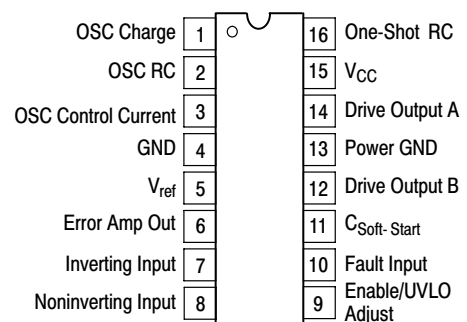 OSC Charge 1 16 One-Shot RC
OSC RC 2 15 VCC
OSC Control Current 3 14 Drive Output A
GND 4 13 Power GND
Vref 5 12 Drive Output B
Error Amp Out 6 11 CSoft-Start
Inverting Input 7 10 Fault Input
Noninverting Input 8 9 Enable/UVLO
Adjust